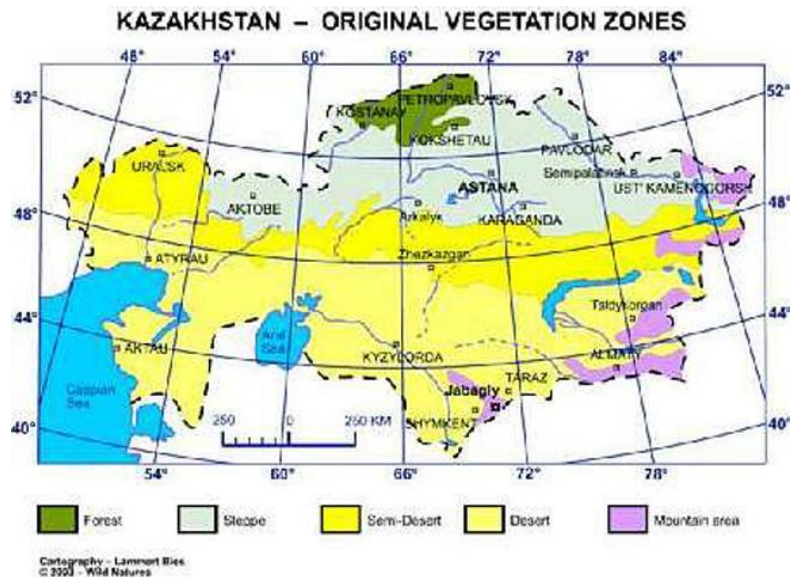 KAZAKHSTAN – ORIGINAL VEGETATION ZONES
48° 54° 60° 66° 72° 78° 84°
52° 52°
PETROPAVLOVSK
KOSTANAY
KOKSHETAU
PAVLODAR
URALSK
Semipalatinsk
ASTANA
UST' KAMENOGORSK
AKTOBE
Arkalyk
KARAGANDA
48° 48°
Zhezkazgan
ATYRAU
Taldykorgan
44° 44°
Aral
Sea
AKTAU
KYZYLORDA
ALMATY
TARAZ
Jabagly
Caspian
Sea
SHYMKENT
40° 40°
250 0 250 KM
54° 60° 66° 72° 78°
Forest
Steppe
Semi-Desert
Desert
Mountain area
Cartography - Lammert Bies
© 2003 - Wild Natures